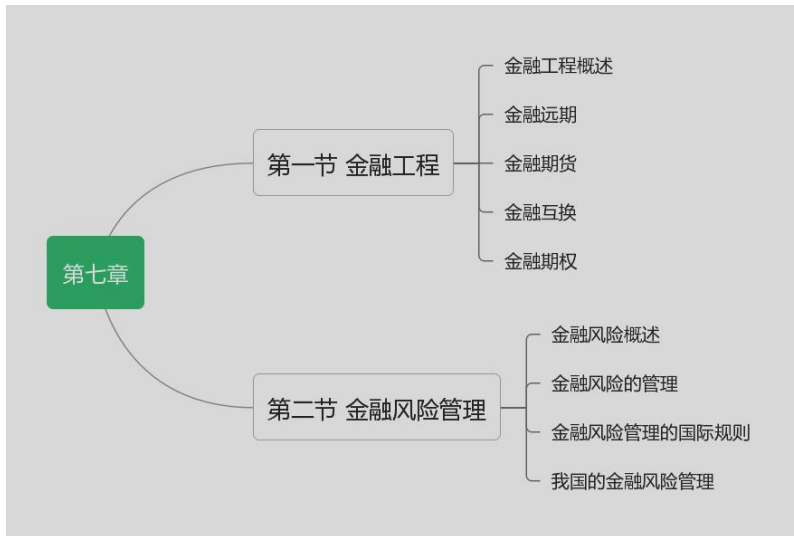 第七章
第一节 金融工程
金融工程概述
金融远期
金融期货
金融互换
金融期权
第二节 金融风险管理
金融风险概述
金融风险的管理
金融风险管理的国际规则
我国的金融风险管理